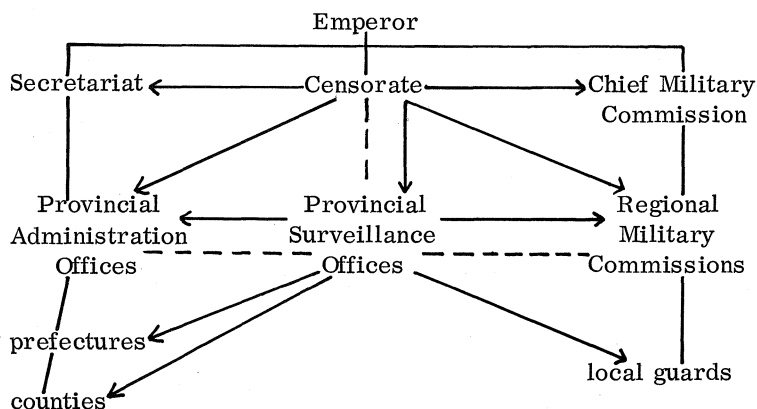 Emperor
Secretariat
Censorate
Chief Military
Commission
Provincial
Administration
Offices
Provincial
Surveillance
Offices
Regional
Military
Commissions
prefectures
local guards
counties